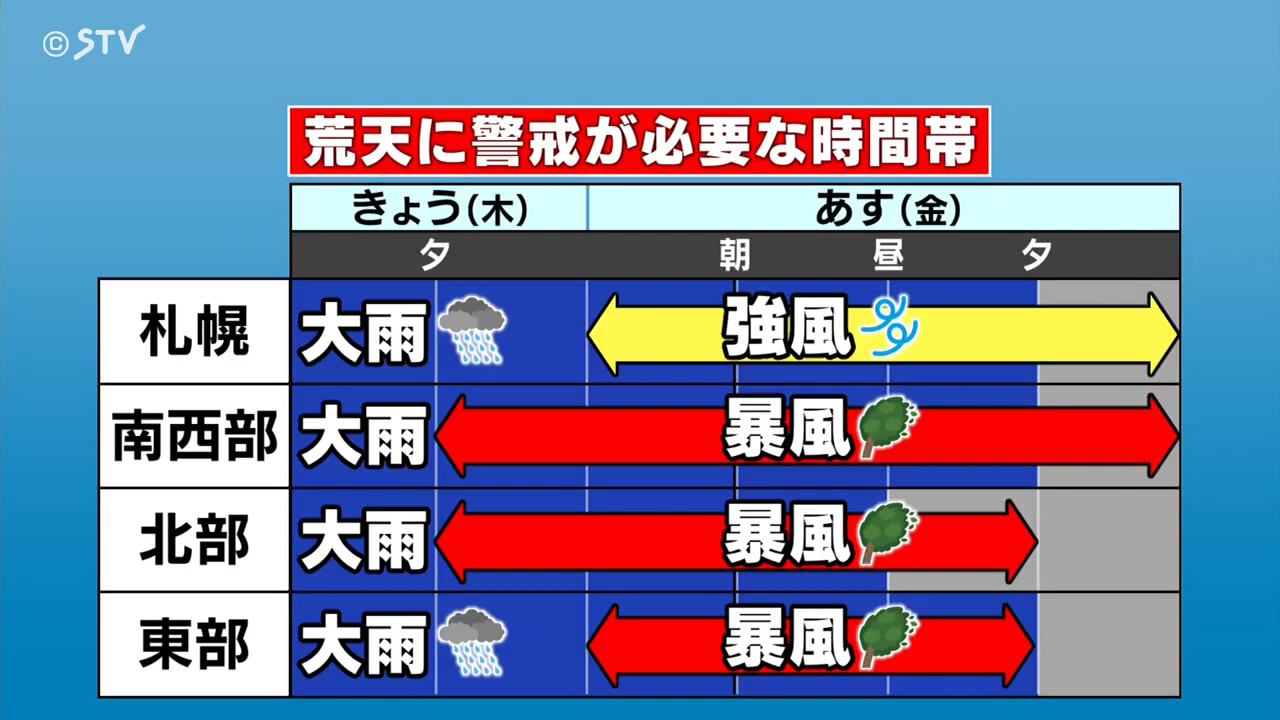 © STV
荒天に警戒が必要な時間帯
きょう(木) あす(金)
夕 朝 昼 夕
札幌 大雨 強風
南西部 大雨 暴風
北部 大雨 暴風
東部 大雨 暴風